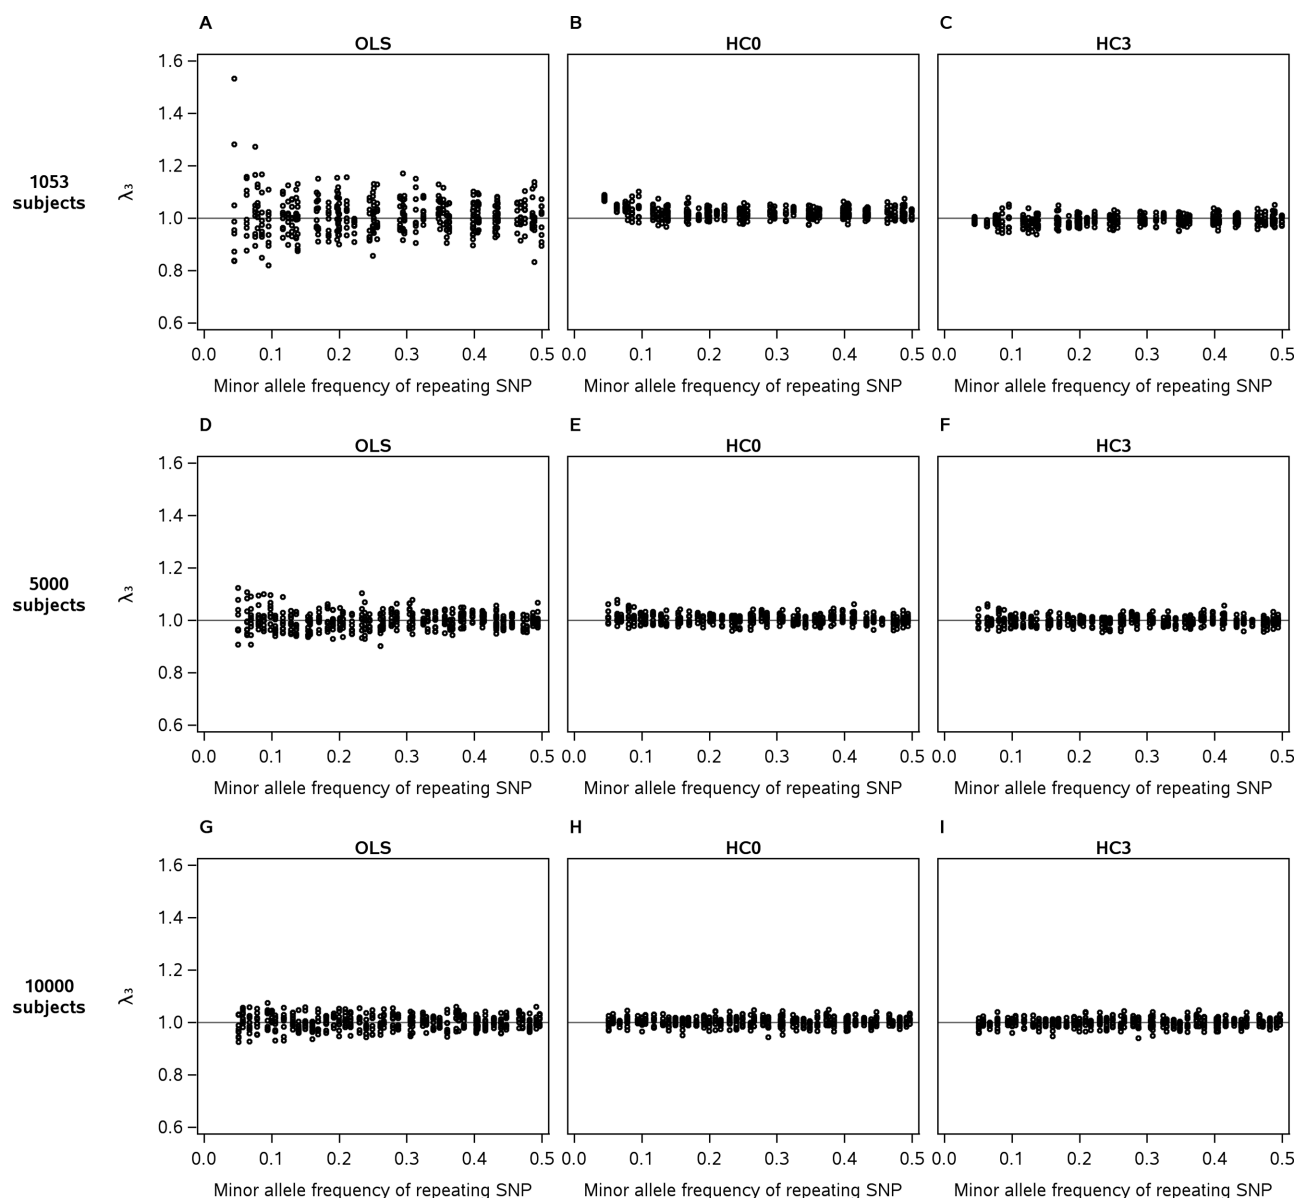 A
B
C
OLS
HC0
HC3
1053
subjects
λ₃
1.6
1.4
1.2
1.0
0.8
0.6
0.0 0.1 0.2 0.3 0.4 0.5
0.0 0.1 0.2 0.3 0.4 0.5
0.0 0.1 0.2 0.3 0.4 0.5
Minor allele frequency of repeating SNP
Minor allele frequency of repeating SNP
Minor allele frequency of repeating SNP
D
E
F
OLS
HC0
HC3
5000
subjects
λ₃
1.6
1.4
1.2
1.0
0.8
0.6
0.0 0.1 0.2 0.3 0.4 0.5
0.0 0.1 0.2 0.3 0.4 0.5
0.0 0.1 0.2 0.3 0.4 0.5
Minor allele frequency of repeating SNP
Minor allele frequency of repeating SNP
Minor allele frequency of repeating SNP
G
H
I
OLS
HC0
HC3
10000
subjects
λ₃
1.6
1.4
1.2
1.0
0.8
0.6
0.0 0.1 0.2 0.3 0.4 0.5
0.0 0.1 0.2 0.3 0.4 0.5
0.0 0.1 0.2 0.3 0.4 0.5
Minor allele frequency of repeating SNP
Minor allele frequency of repeating SNP
Minor allele frequency of repeating SNP